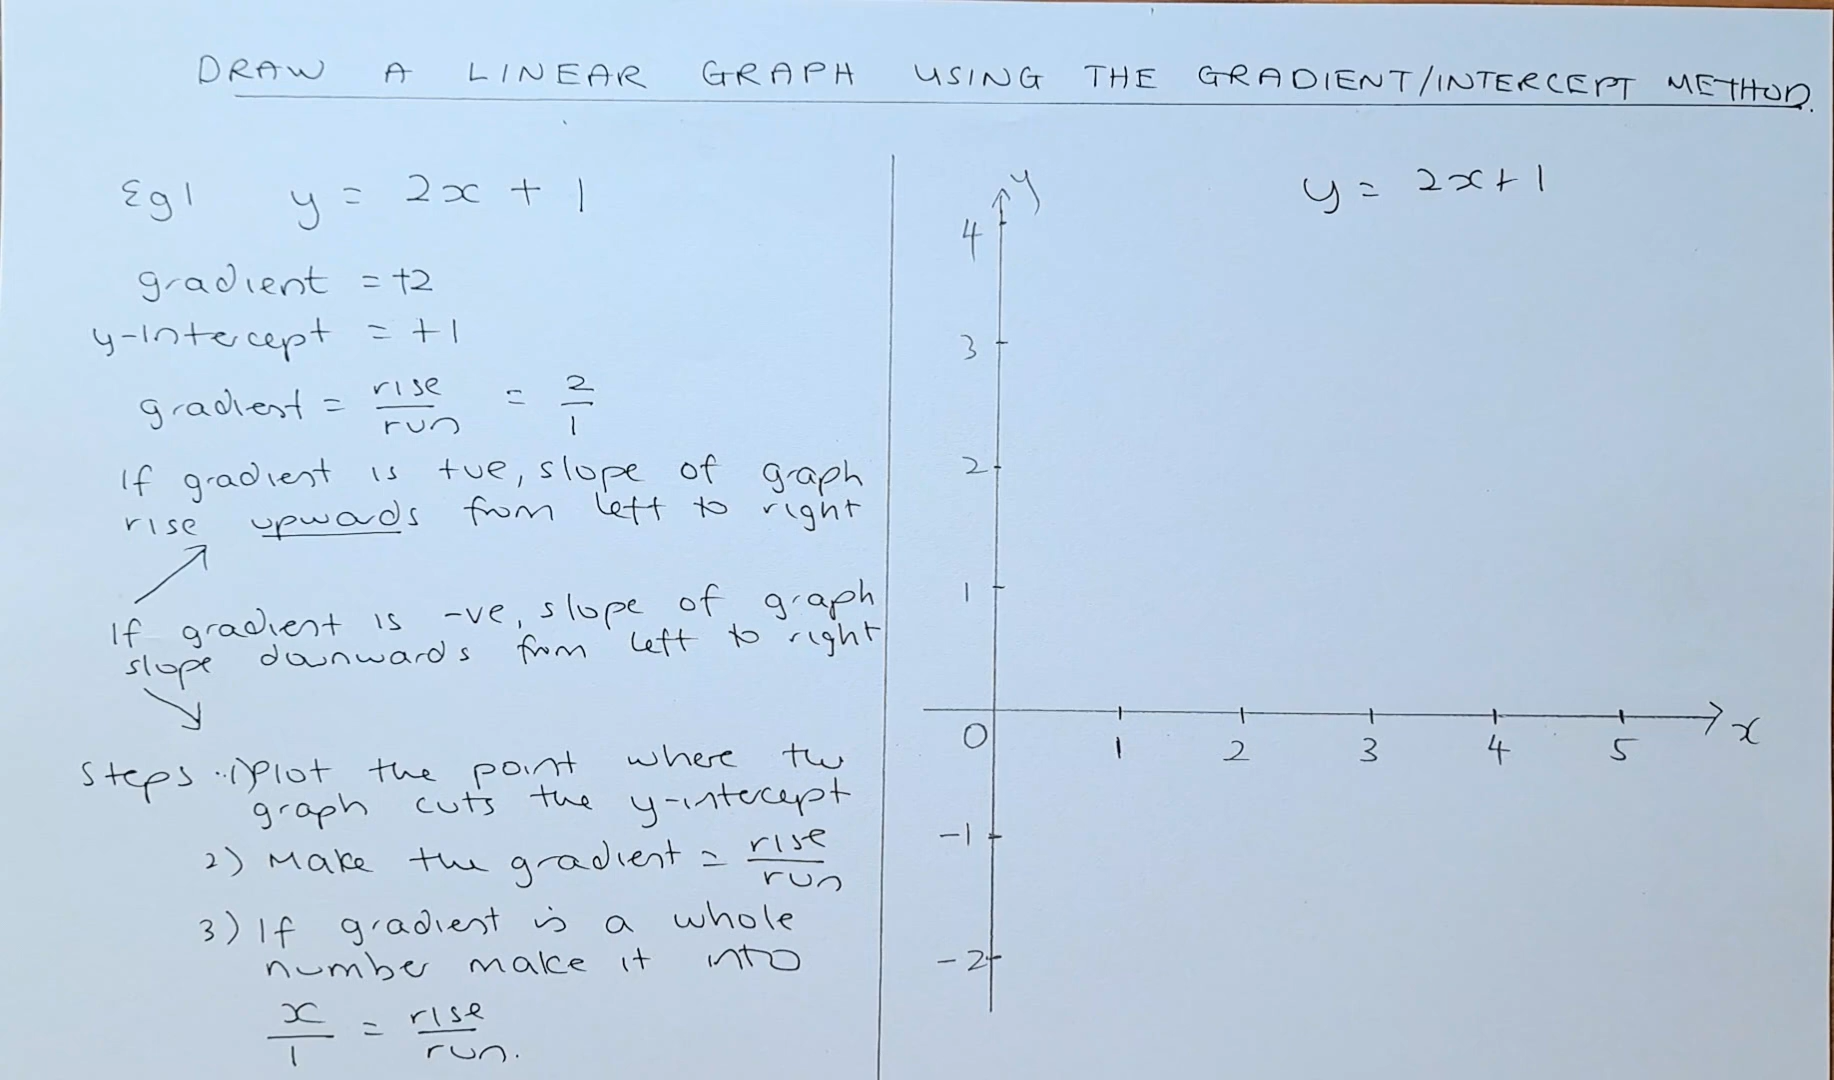 DRAW A LINEAR GRAPH USING THE GRADIENT/INTERCEPT METHOD.
Eg1 y = 2x + 1
gradient = +2
y-intercept = +1
gradient = rise/run = 2/1
If gradient is +ve, slope of graph
rise upwards from left to right
If gradient is -ve, slope of graph
slope downwards from left to right
Steps :1) Plot the point where the
graph cuts the y-intercept
2) Make the gradient = rise/run
3) If gradient is a whole
number make it into
x/1 = rise/run.
y = 2x+1
y
4
3
2
1
0
1 2 3 4 5 x
-1
-2